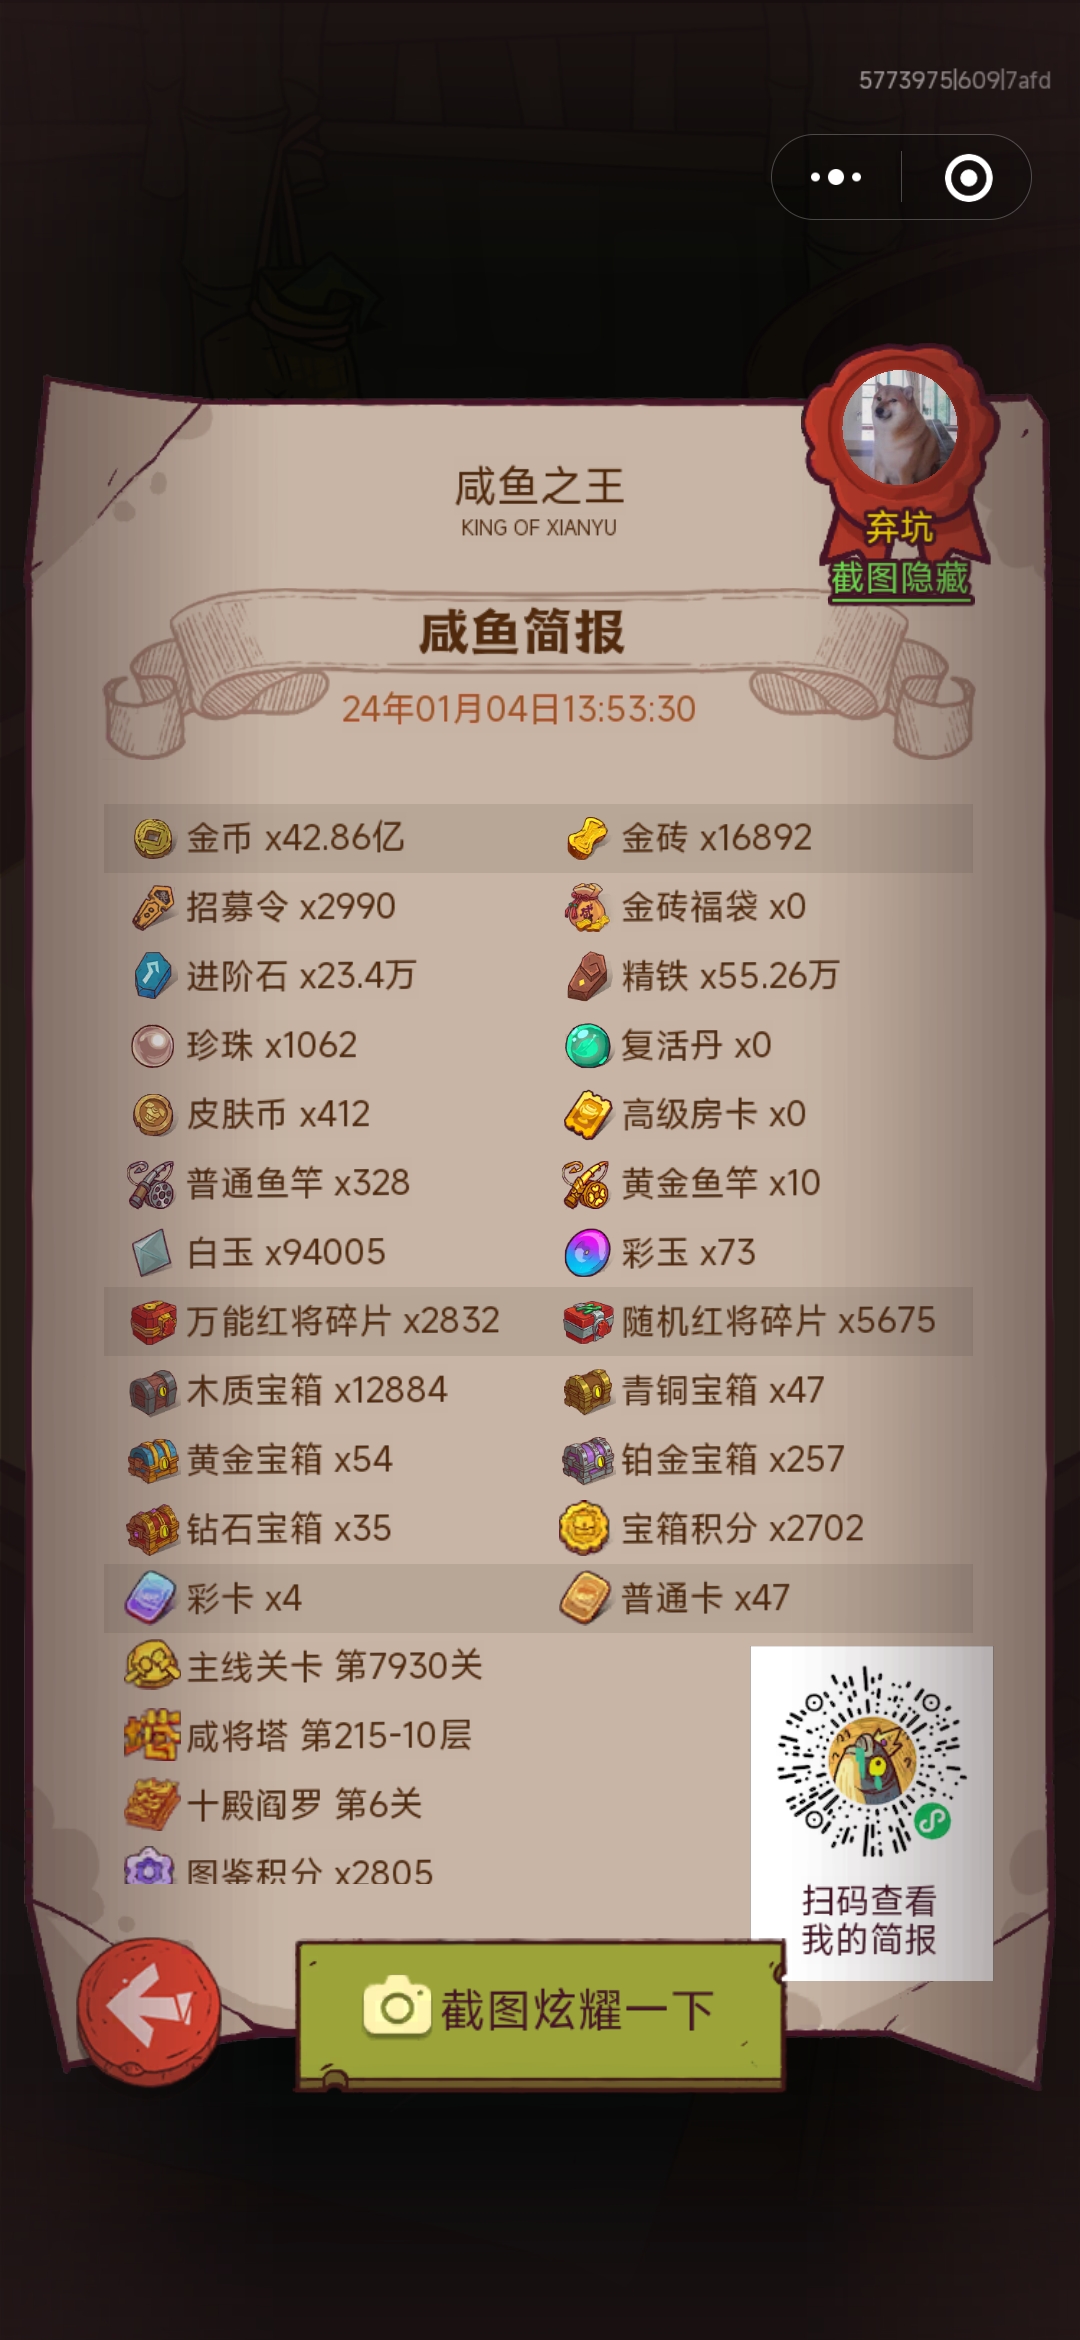 5773975|609|7afd
咸鱼之王
KING OF XIANYU
弃坑
截图隐藏
咸鱼简报
24年01月04日13:53:30
金币 x42.86亿
金砖 x16892
招募令 x2990
金砖福袋 x0
进阶石 x23.4万
精铁 x55.26万
珍珠 x1062
复活丹 x0
皮肤币 x412
高级房卡 x0
普通鱼竿 x328
黄金鱼竿 x10
白玉 x94005
彩玉 x73
万能红将碎片 x2832
随机红将碎片 x5675
木质宝箱 x12884
青铜宝箱 x47
黄金宝箱 x54
铂金宝箱 x257
钻石宝箱 x35
宝箱积分 x2702
彩卡 x4
普通卡 x47
主线关卡 第7930关
咸将塔 第215-10层
十殿阎罗 第6关
图鉴积分 x2805
扫码查看
我的简报
截图炫耀一下